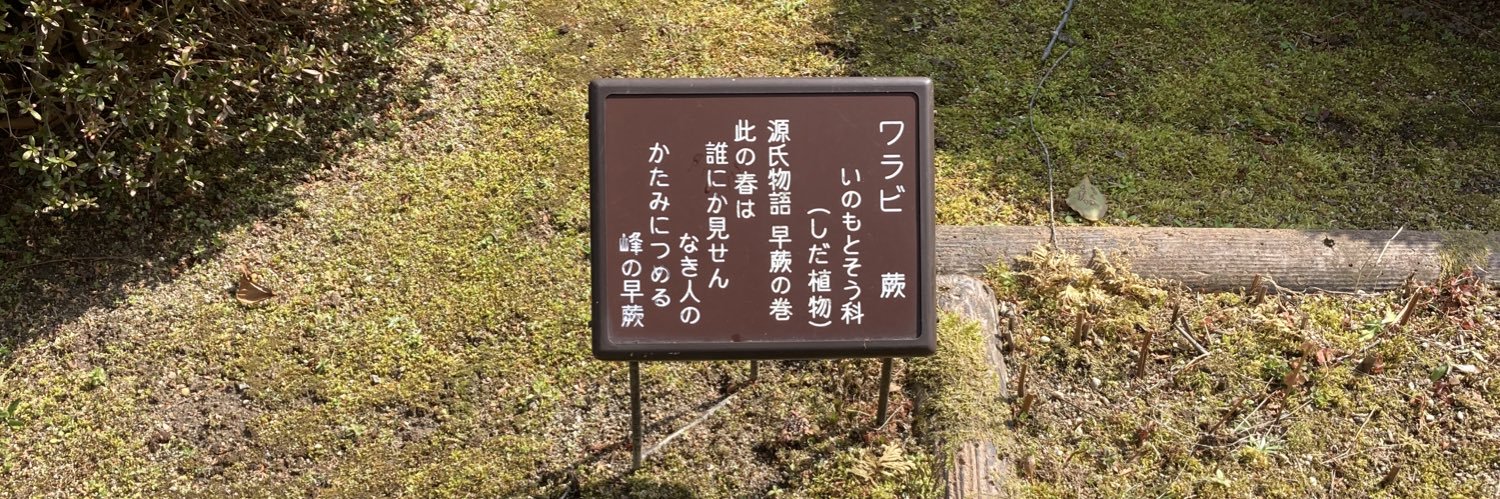 ワラビ 蕨
いのもとそう科
(しだ植物)
源氏物語 早蕨の巻
此の春は
誰にか見せん
なき人の
かたみにつめる
峰の早蕨